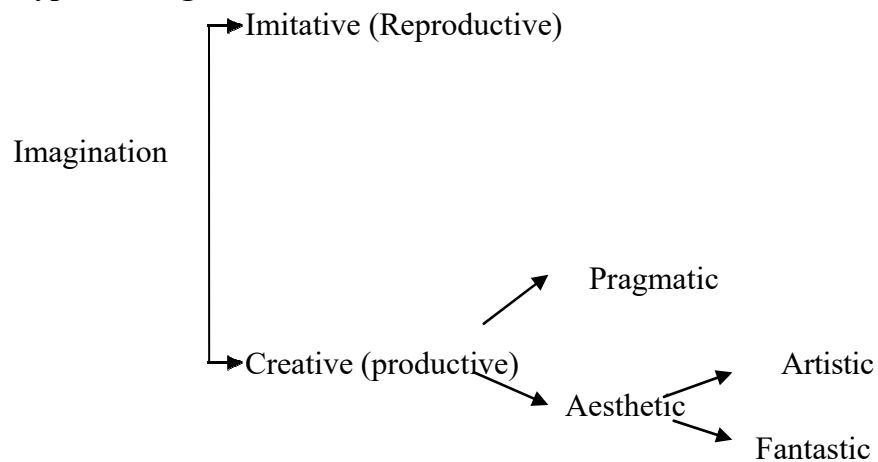 Imitative (Reproductive)
Imagination
Pragmatic
Creative (productive)
Artistic
Aesthetic
Fantastic